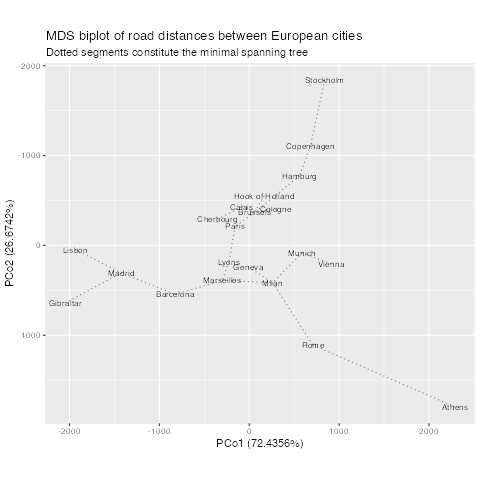 MDS biplot of road distances between European cities
Dotted segments constitute the minimal spanning tree
-2000
Stockholm
-1000
Copenhagen
Hamburg
Hook of Holland
Calais
Cologne
Brussels
Cherbourg
Paris
0
Lisbon
Munich
Lyons
Vienna
Geneva
Madrid
Marseilles
Milan
Barcelona
Gibraltar
1000
Rome
Athens
-2000
-1000
0
1000
2000
PCo1 (72.4356%)
PCo2 (26.6742%)